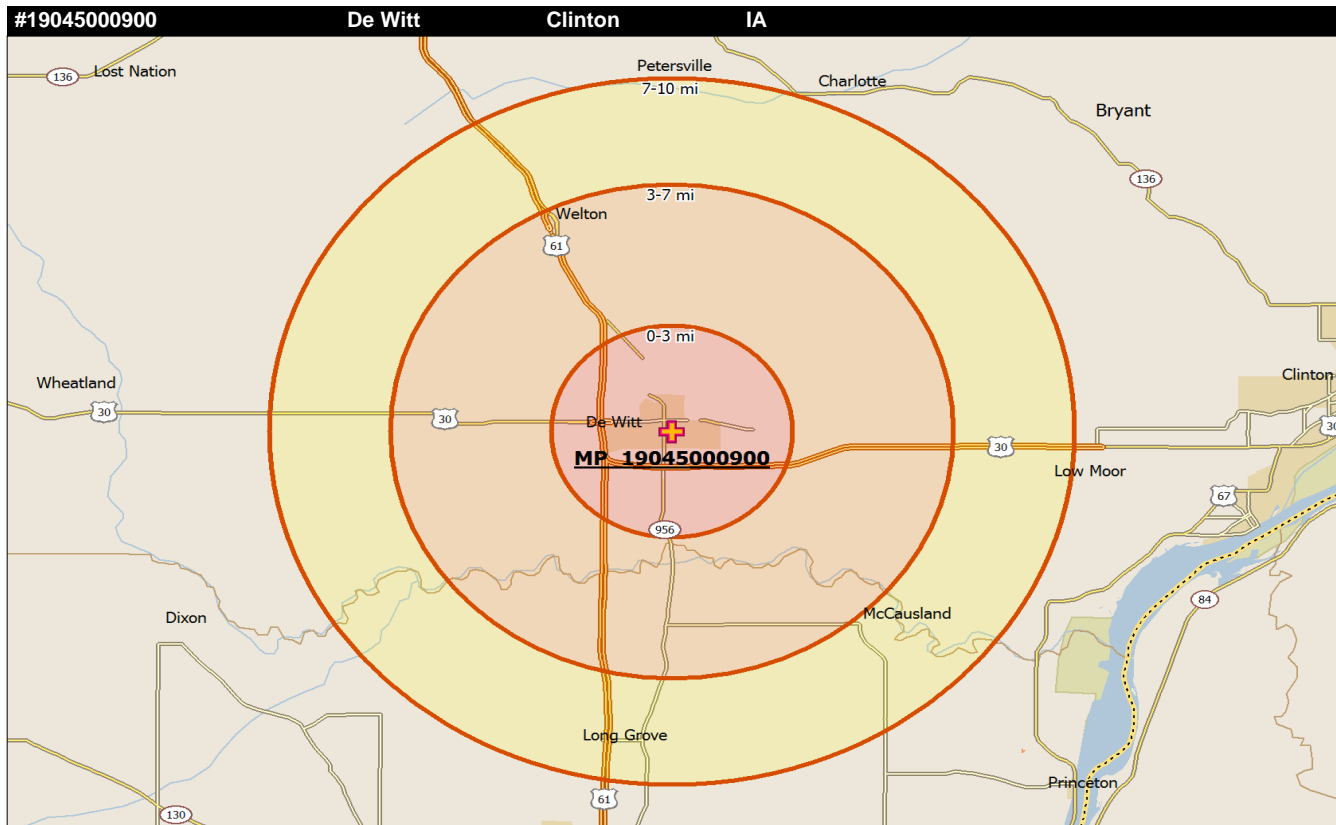 #19045000900 De Witt Clinton IA
Petersville
136 Lost Nation
7-10 mi
Charlotte
Bryant
136
3-7 mi
Welton
61
0-3 mi
Wheatland
Clinton
30
30
De Witt
30
MP 19045000900
30
Low Moor
67
956
84
Dixon
McCausland
Long Grove
Princeton
61
130